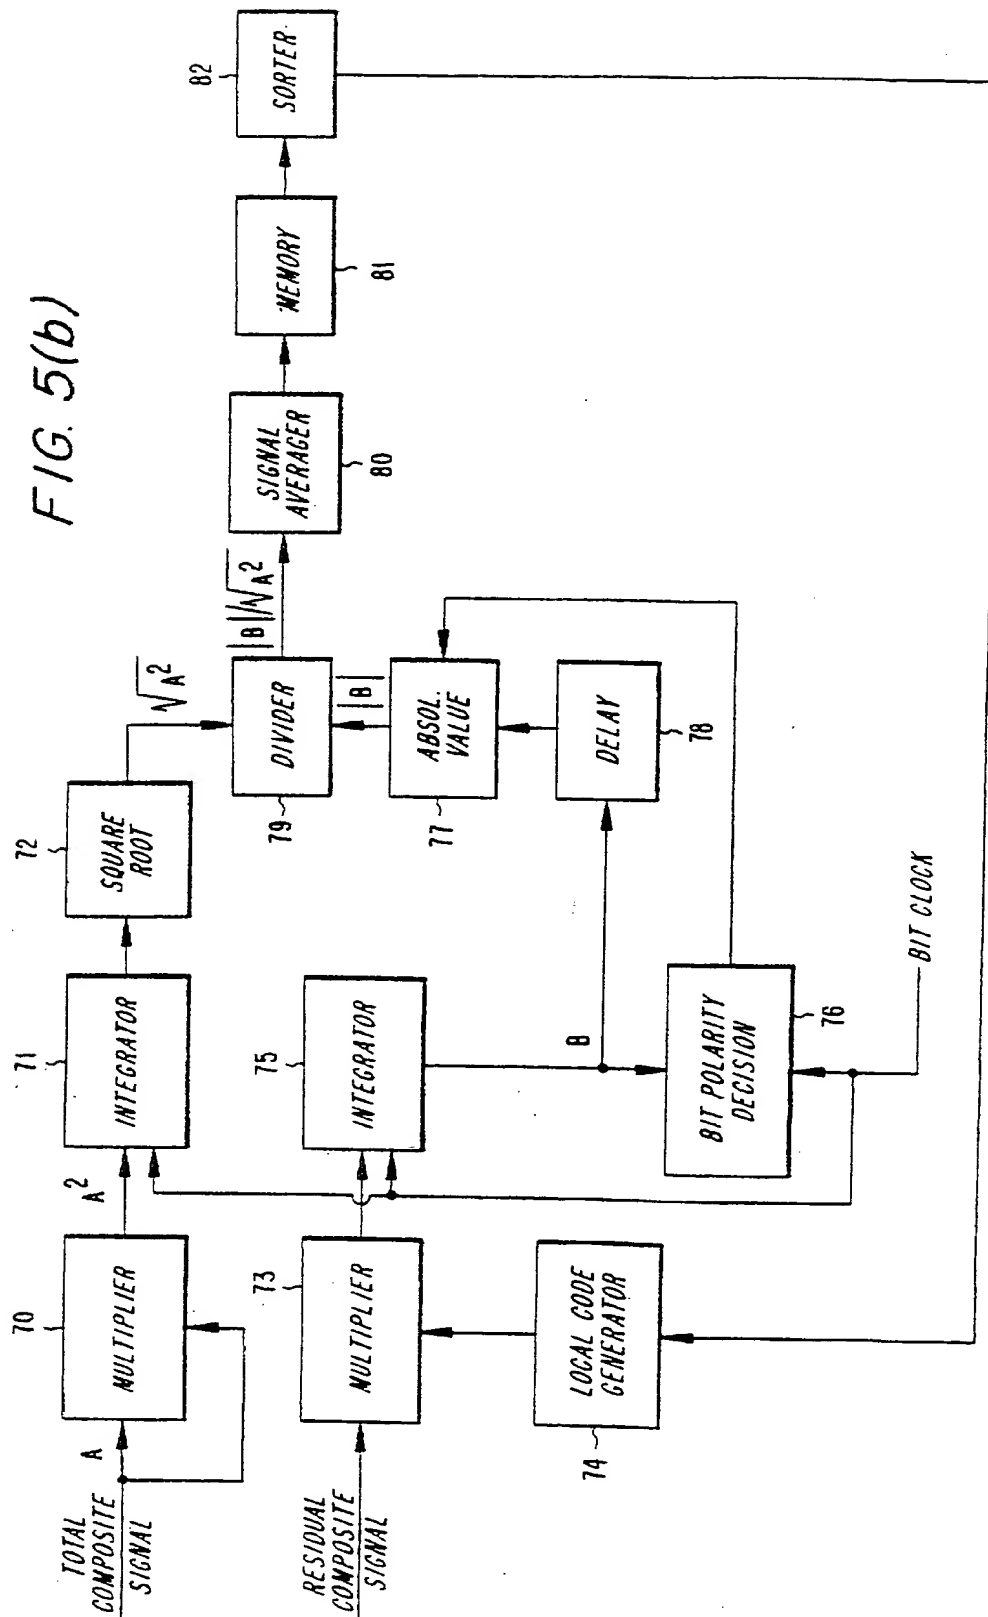 FIG. 5(b)
TOTAL
COMPOSITE
SIGNAL
A
70
MULTIPLIER
A²
71
INTEGRATOR
72
SQUARE
ROOT
√A²
RESIDUAL
COMPOSITE
SIGNAL
73
MULTIPLIER
74
LOCAL CODE
GENERATOR
75
INTEGRATOR
B
BIT POLARITY
DECISION
76
BIT CLOCK
DELAY
78
ABSOL.
VALUE
77
|B|
DIVIDER
79
|B|/√A²
SIGNAL
AVERAGER
80
MEMORY
81
SORTER
82